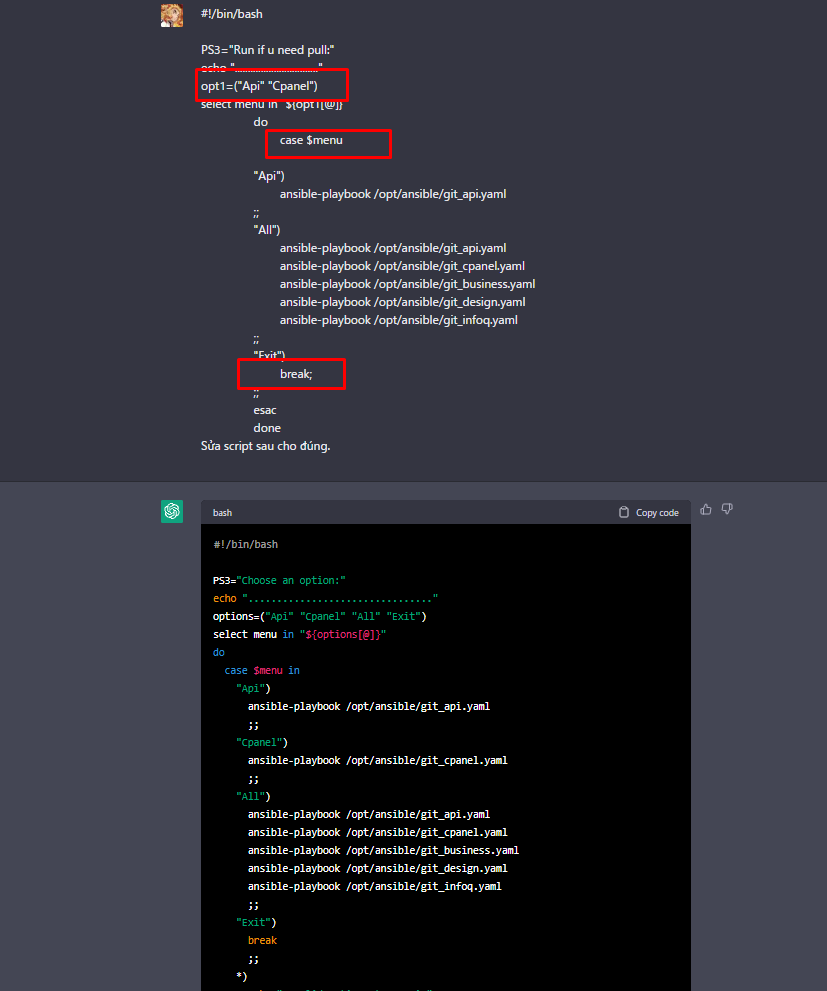 #!/bin/bash
PS3="Run if u need pull:"
echo "................................"
opt1=("Api" "Cpanel")
select menu in "${opt1[@]}"
do
case $menu
"Api")
ansible-playbook /opt/ansible/git_api.yaml
;;
"All")
ansible-playbook /opt/ansible/git_api.yaml
ansible-playbook /opt/ansible/git_cpanel.yaml
ansible-playbook /opt/ansible/git_business.yaml
ansible-playbook /opt/ansible/git_design.yaml
ansible-playbook /opt/ansible/git_infoq.yaml
;;
"Exit")
break;
;;
esac
done
Sửa script sau cho đúng.
bash
Copy code
#!/bin/bash
PS3="Choose an option:"
echo "................................"
options=("Api" "Cpanel" "All" "Exit")
select menu in "${options[@]}"
do
case $menu in
"Api")
ansible-playbook /opt/ansible/git_api.yaml
;;
"Cpanel")
ansible-playbook /opt/ansible/git_cpanel.yaml
;;
"All")
ansible-playbook /opt/ansible/git_api.yaml
ansible-playbook /opt/ansible/git_cpanel.yaml
ansible-playbook /opt/ansible/git_business.yaml
ansible-playbook /opt/ansible/git_design.yaml
ansible-playbook /opt/ansible/git_infoq.yaml
;;
"Exit")
break
;;
*)